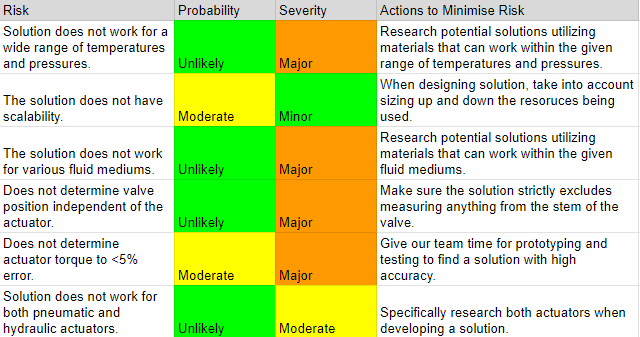 Risk Probability Severity Actions to Minimise Risk
Solution does not work for a
wide range of temperatures
and pressures.
Unlikely
Major
Research potential solutions utilizing
materials that can work within the given
range of temperatures and pressures.
The solution does not have
scalability.
Moderate
Minor
When designing solution, take into account
sizing up and down the resoruces being
used.
The solution does not work
for various fluid mediums.
Unlikely
Major
Research potential solutions utilizing
materials that can work within the given
fluid mediums.
Does not determine valve
position independent of the
actuator.
Unlikely
Major
Make sure the solution strictly excludes
measuring anything from the stem of the
valve.
Does not determine
actuator torque to <5%
error.
Moderate
Major
Give our team time for prototyping and
testing to find a solution with high
accuracy.
Solution does not work for
both pneumatic and
hydraulic actuators.
Unlikely
Moderate
Specifically research both actuators when
developing a solution.